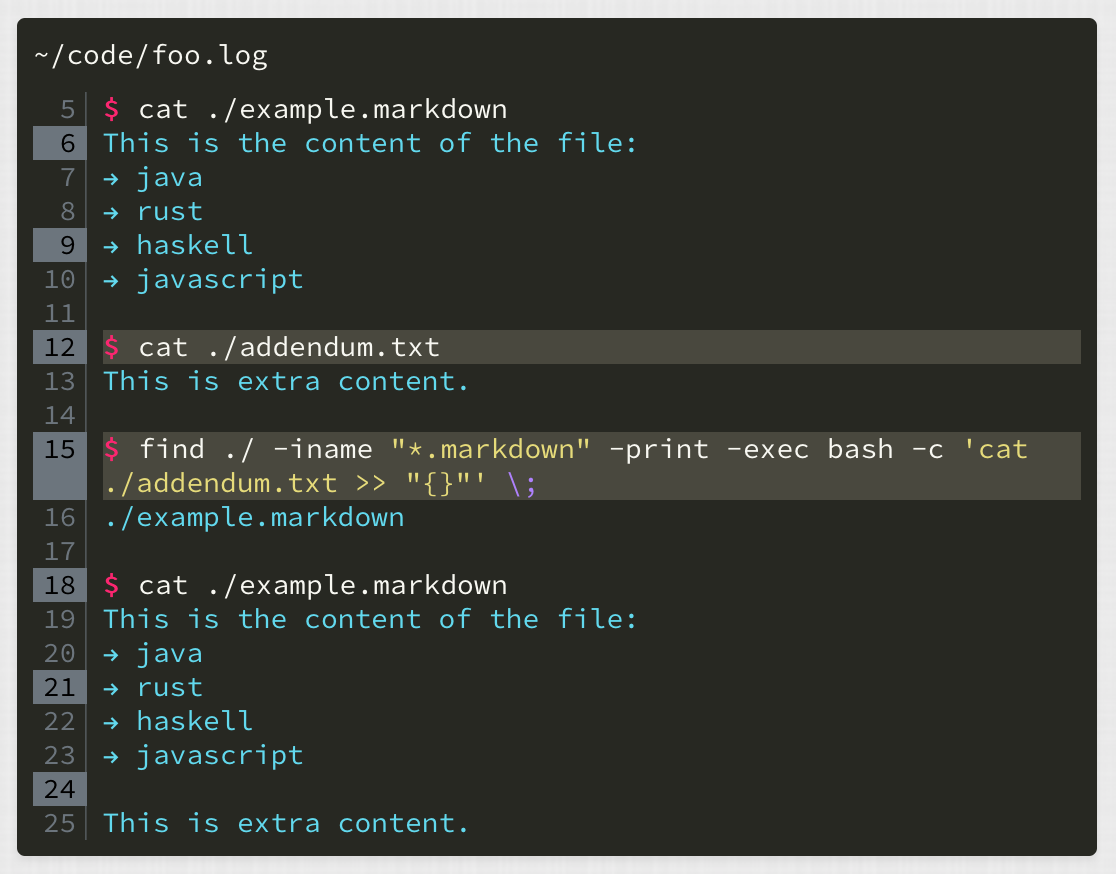 ~/code/foo.log
5 $ cat ./example.markdown
6 This is the content of the file:
7 → java
8 → rust
9 → haskell
10 → javascript
11
12 $ cat ./addendum.txt
13 This is extra content.
14
15 $ find ./ -iname "*.markdown" -print -exec bash -c 'cat
./addendum.txt >> "{}"' \;
16 ./example.markdown
17
18 $ cat ./example.markdown
19 This is the content of the file:
20 → java
21 → rust
22 → haskell
23 → javascript
24
25 This is extra content.